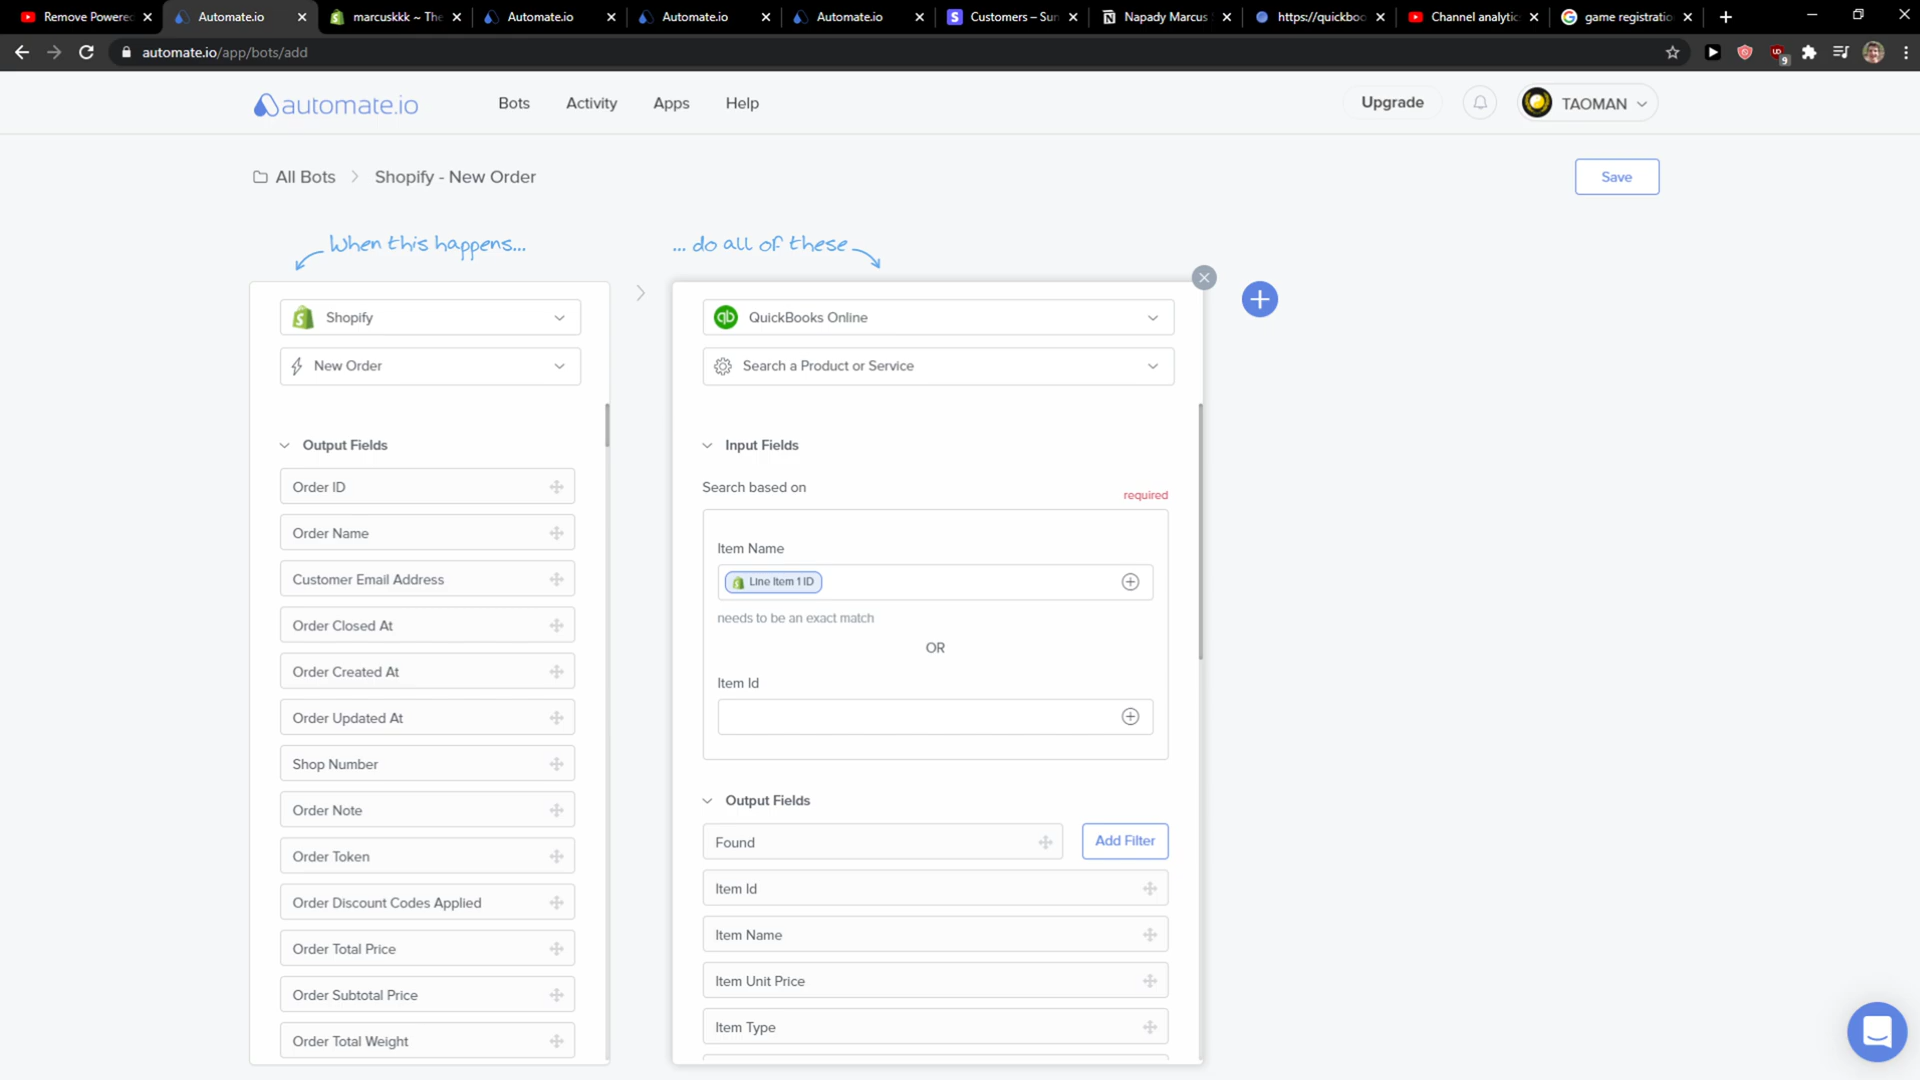 Remove Powered
Automate.io
marcuskkk ~ The
Automate.io
Automate.io
Automate.io
Customers – Sun
Napady Marcus
https://quickboo
Channel analytic
game registratio
automate.io/app/bots/add
9
automate.io
Bots
Activity
Apps
Help
Upgrade
TAOMAN
All Bots
Shopify - New Order
Save
When this happens...
... do all of these
Shopify
New Order
Output Fields
Order ID
Order Name
Customer Email Address
Order Closed At
Order Created At
Order Updated At
Shop Number
Order Note
Order Token
Order Discount Codes Applied
Order Total Price
Order Subtotal Price
Order Total Weight
qb
QuickBooks Online
Search a Product or Service
Input Fields
Search based on
required
Item Name
Line Item 1 ID
needs to be an exact match
OR
Item Id
Output Fields
Found
Add Filter
Item Id
Item Name
Item Unit Price
Item Type